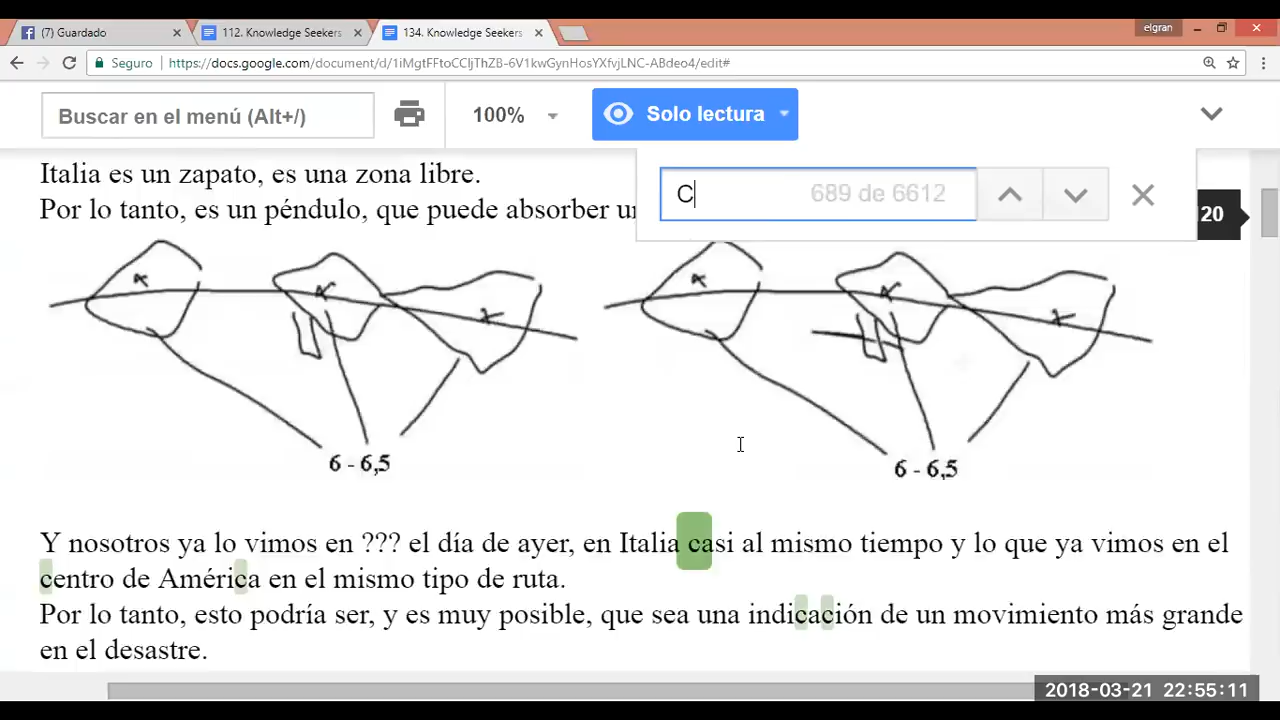 (7) Guardado
112. Knowledge Seekers
134. Knowledge Seekers
elgran
Seguro
https://docs.google.com/document/d/1iMgtFFtoCCljThZB-6V1kwGynHosYXfvjLNC-ABdeo4/edit#
Buscar en el menú (Alt+/)
100%
Solo lectura
Italia es un zapato, es una zona libre.
C
689 de 6612
Por lo tanto, es un péndulo, que puede absorber
20
6 - 6,5
6 - 6,5
Y nosotros ya lo vimos en ??? el día de ayer, en Italia casi al mismo tiempo y lo que ya vimos en el
centro de América en el mismo tipo de ruta.
Por lo tanto, esto podría ser, y es muy posible, que sea una indicación de un movimiento más grande
en el desastre.
2018-03-21 22:55:11